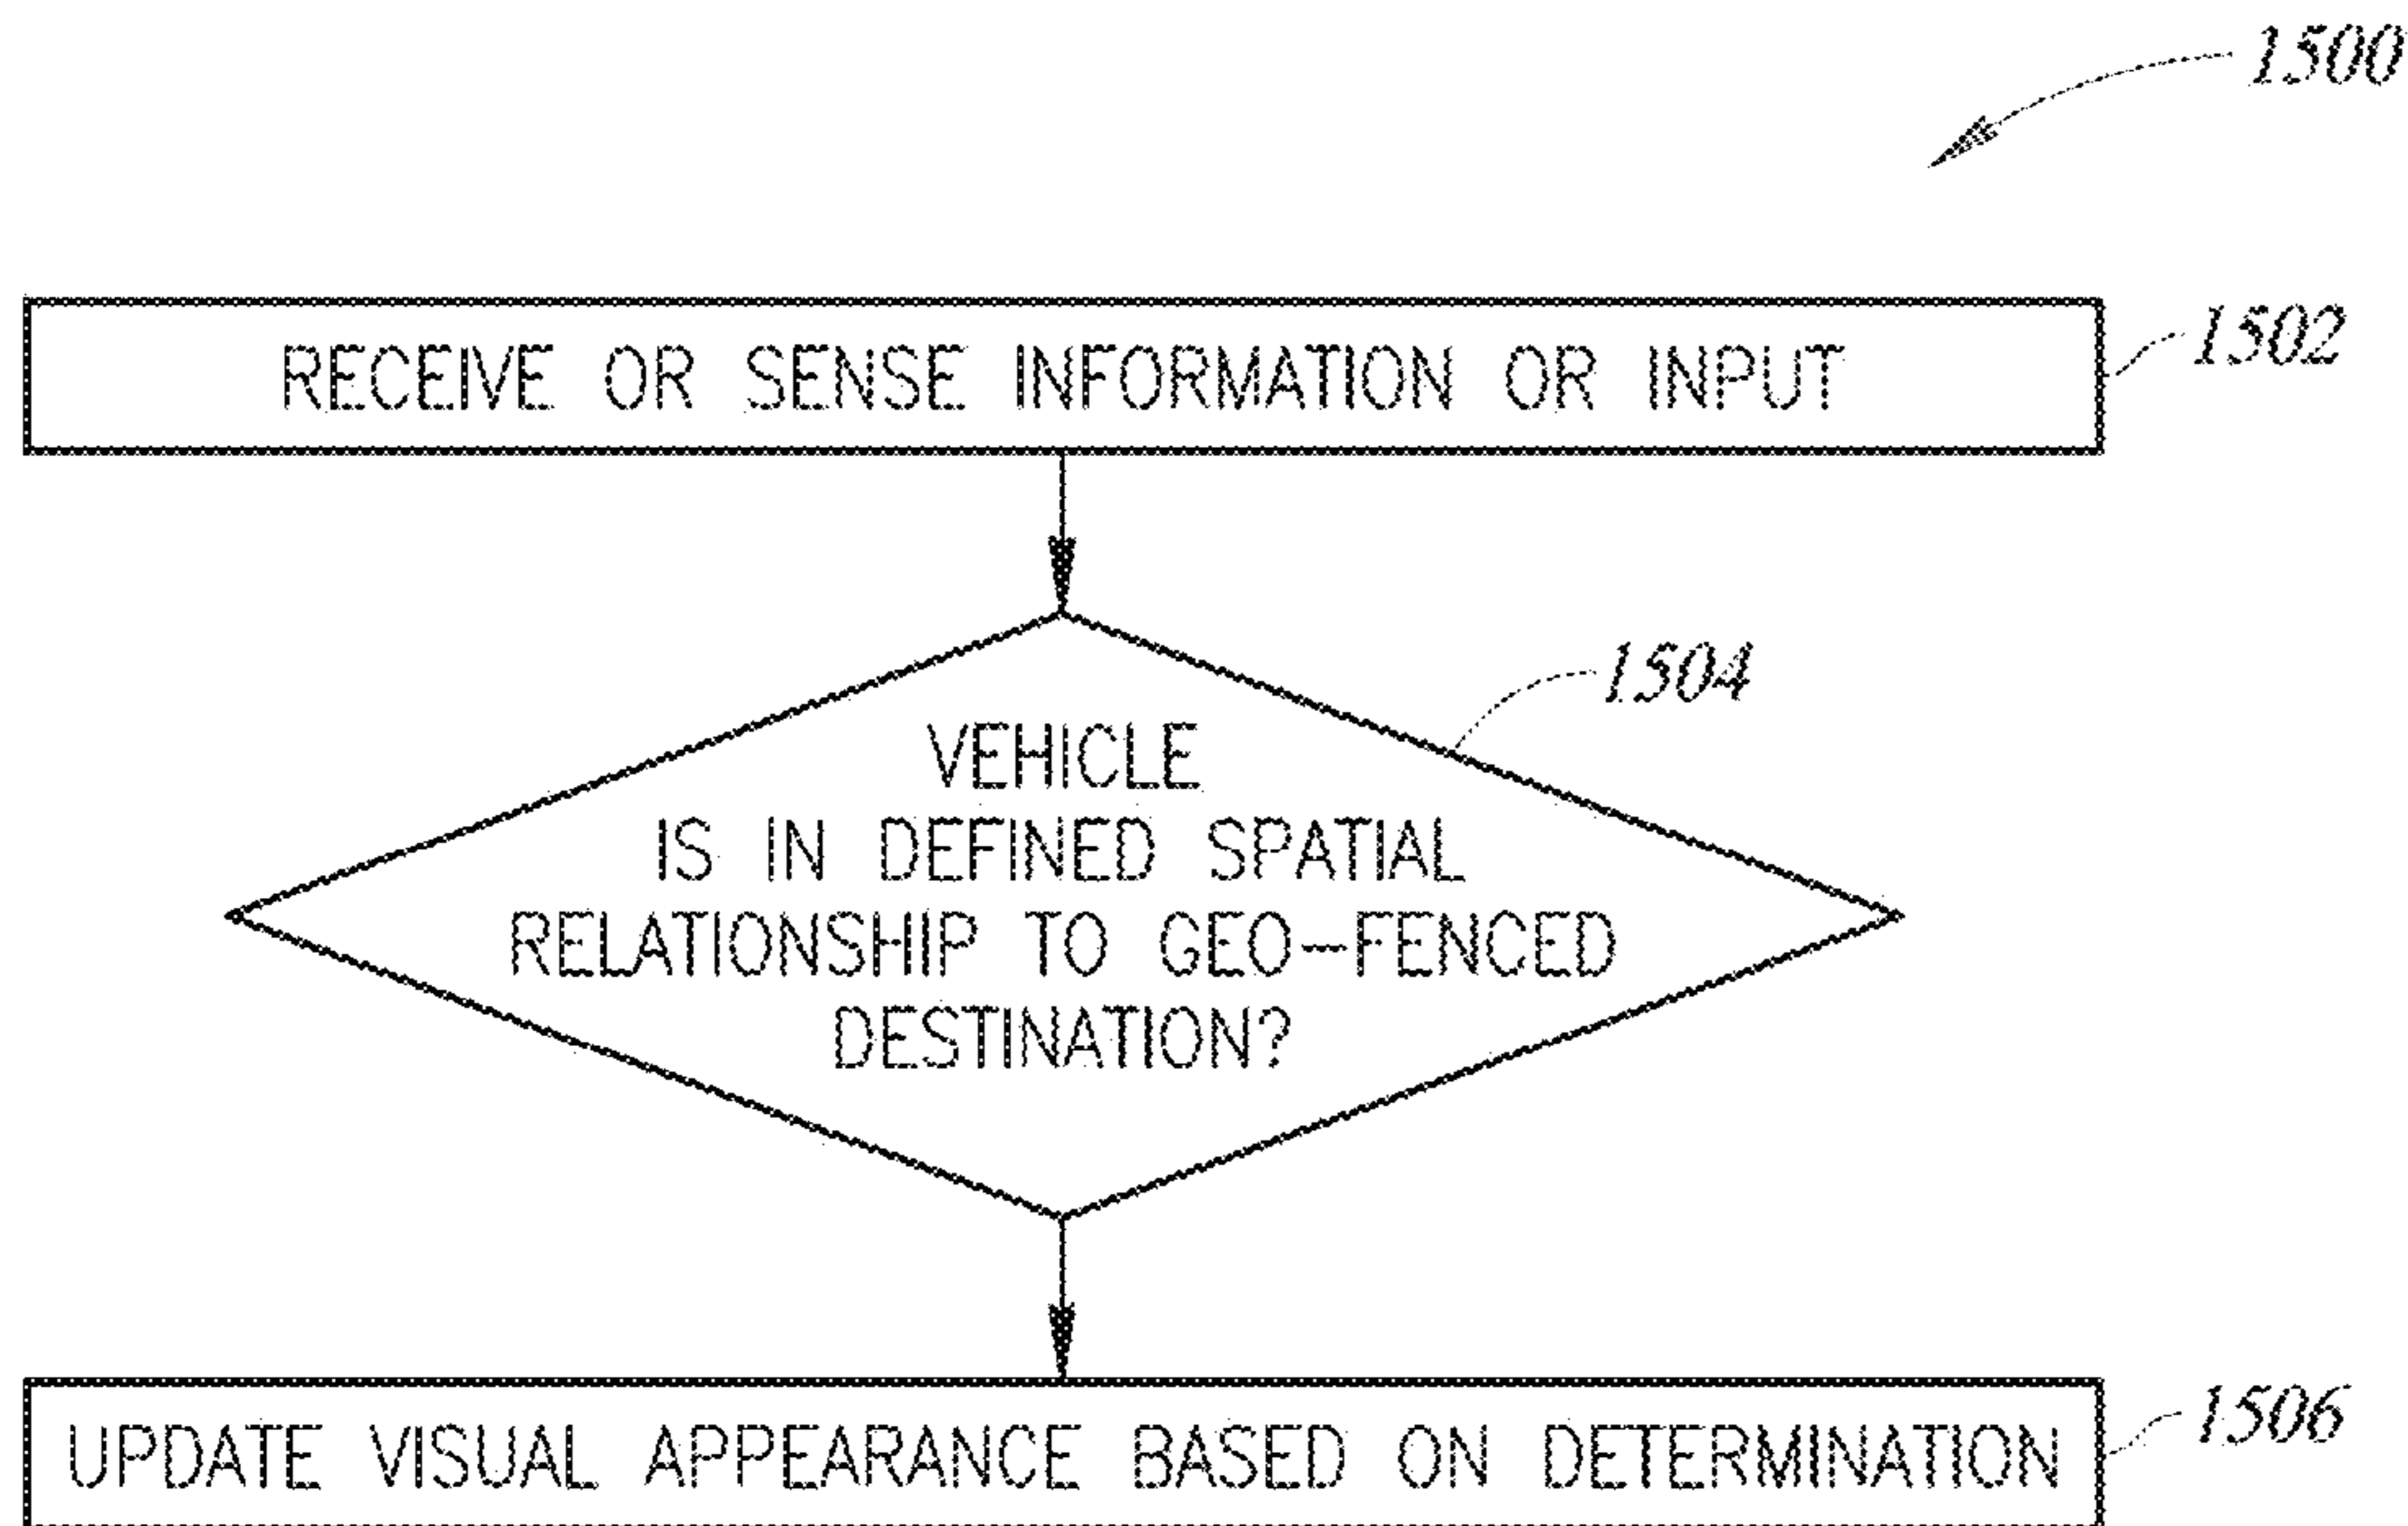 1500
RECEIVE OR SENSE INFORMATION OR INPUT
1502
1504
VEHICLE
IS IN DEFINED SPATIAL
RELATIONSHIP TO GEO-FENCED
DESTINATION?
UPDATE VISUAL APPEARANCE BASED ON DETERMINATION
1506